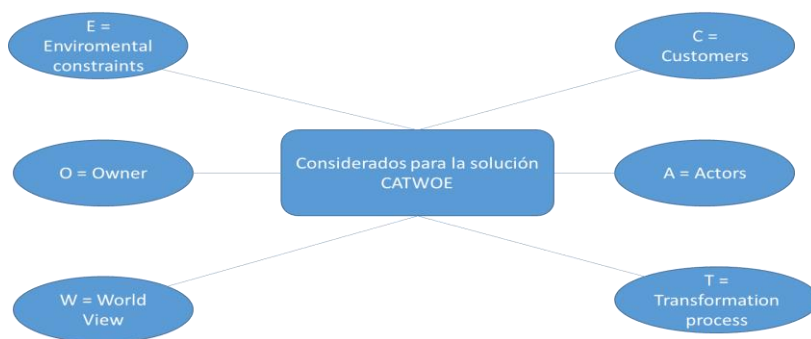 E =
Enviromental
constraints
C =
Customers
Considerados para la solución
CATWOE
O = Owner
A = Actors
W = World
View
T =
Transformation
process